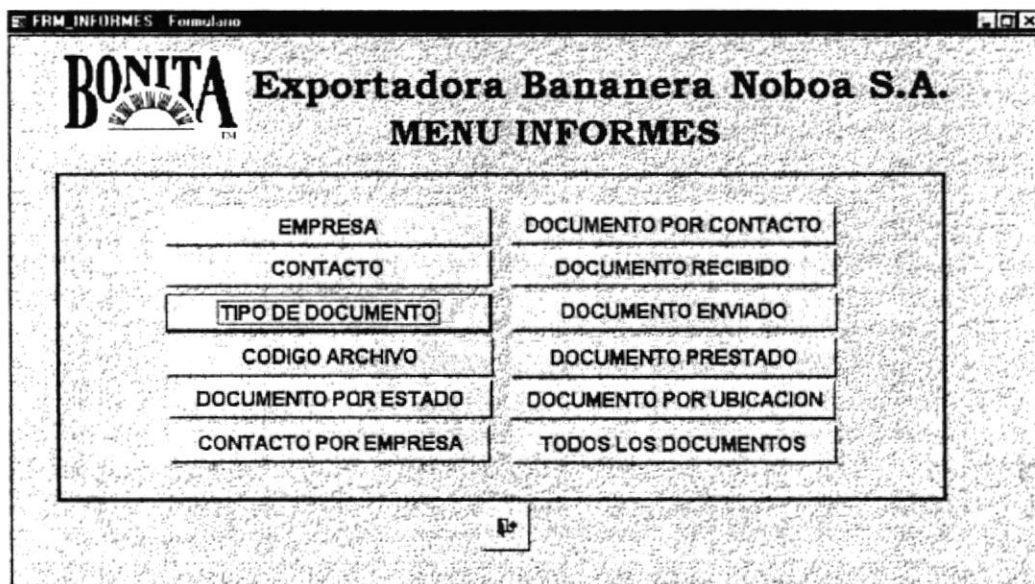 FRM_INFORMES Formulario
BONITA
TM
Exportadora Bananera Noboa S.A.
MENU INFORMES
EMPRESA
CONTACTO
TIPO DE DOCUMENTO
CODIGO ARCHIVO
DOCUMENTO POR ESTADO
CONTACTO POR EMPRESA
DOCUMENTO POR CONTACTO
DOCUMENTO RECIBIDO
DOCUMENTO ENVIADO
DOCUMENTO PRESTADO
DOCUMENTO POR UBICACION
TODOS LOS DOCUMENTOS